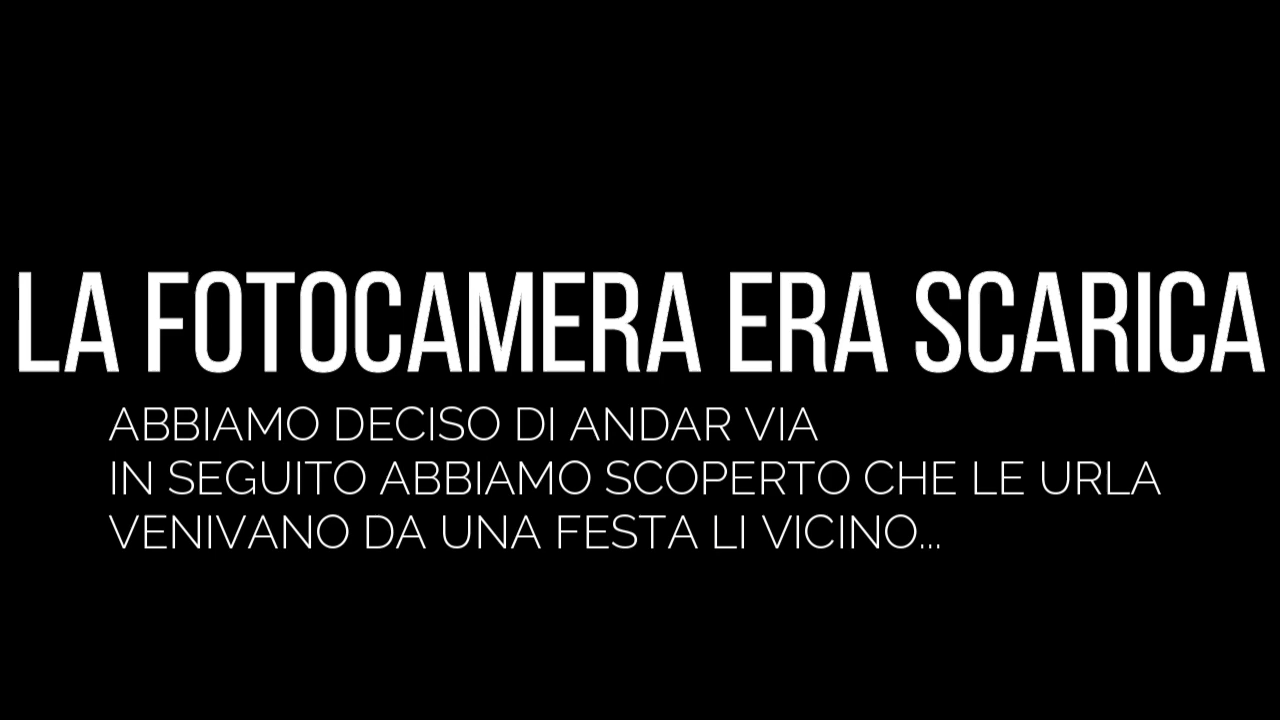 LA FOTOCAMERA ERA SCARICA
ABBIAMO DECISO DI ANDAR VIA
IN SEGUITO ABBIAMO SCOPERTO CHE LE URLA
VENIVANO DA UNA FESTA LI VICINO...